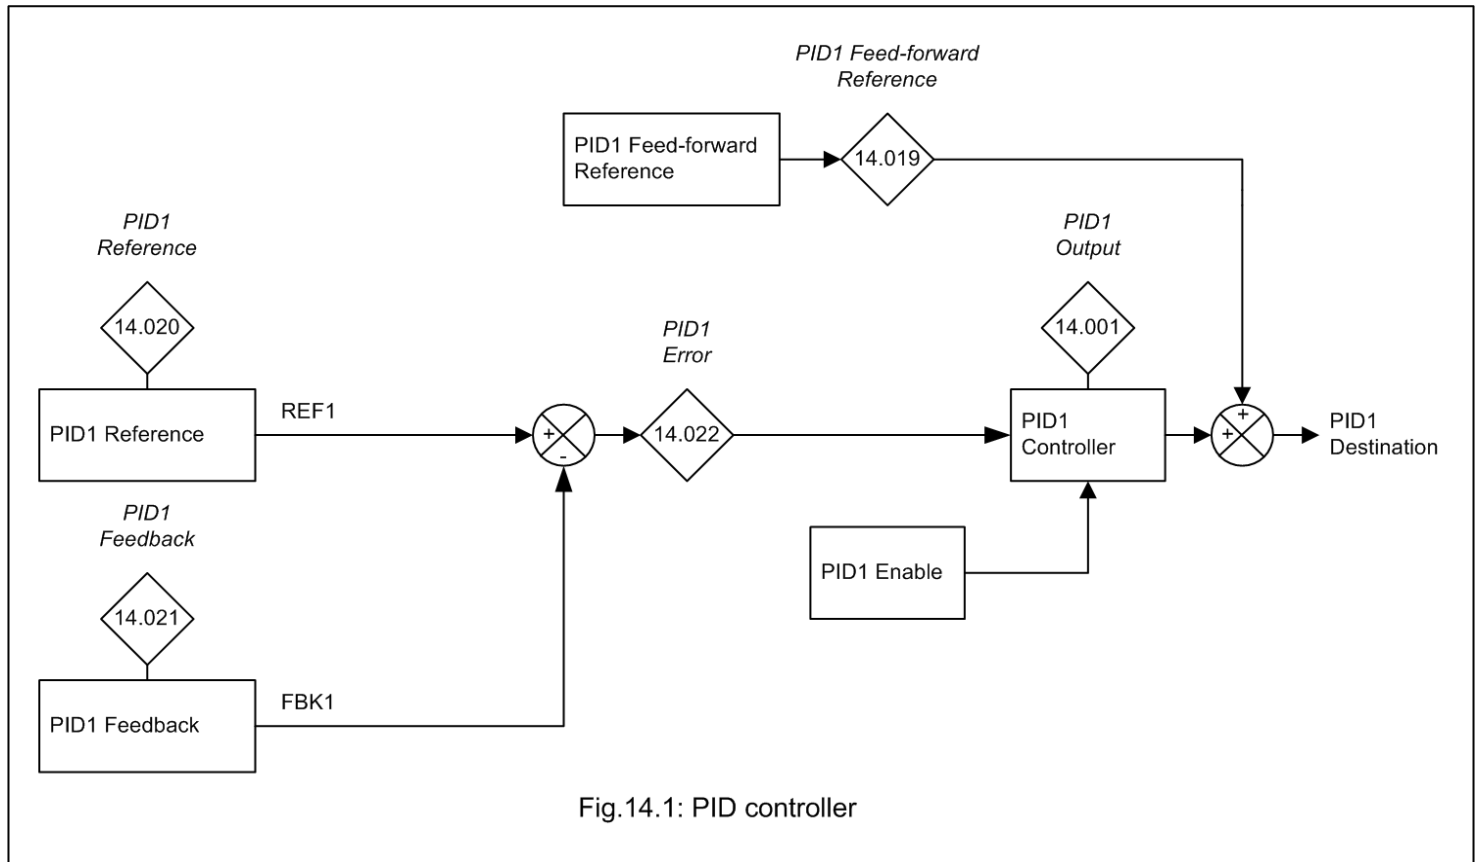 PID1 Feed-forward
Reference
PID1 Feed-forward
Reference
14.019
PID1
Reference
PID1
Output
14.020
14.001
PID1
Error
PID1 Reference
REF1
+
-
14.022
PID1
Controller
+
+
PID1
Destination
PID1
Feedback
PID1 Enable
14.021
PID1 Feedback
FBK1
Fig.14.1: PID controller